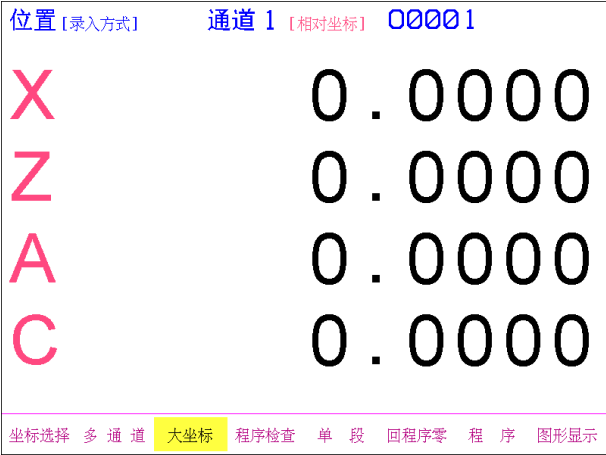 位置 [录入方式] 通道 1 [相对坐标] O0001
X 0.0000
Z 0.0000
A 0.0000
C 0.0000
坐标选择 多 通 道 大坐标 程序检查 单 段 回程序零 程 序 图形显示